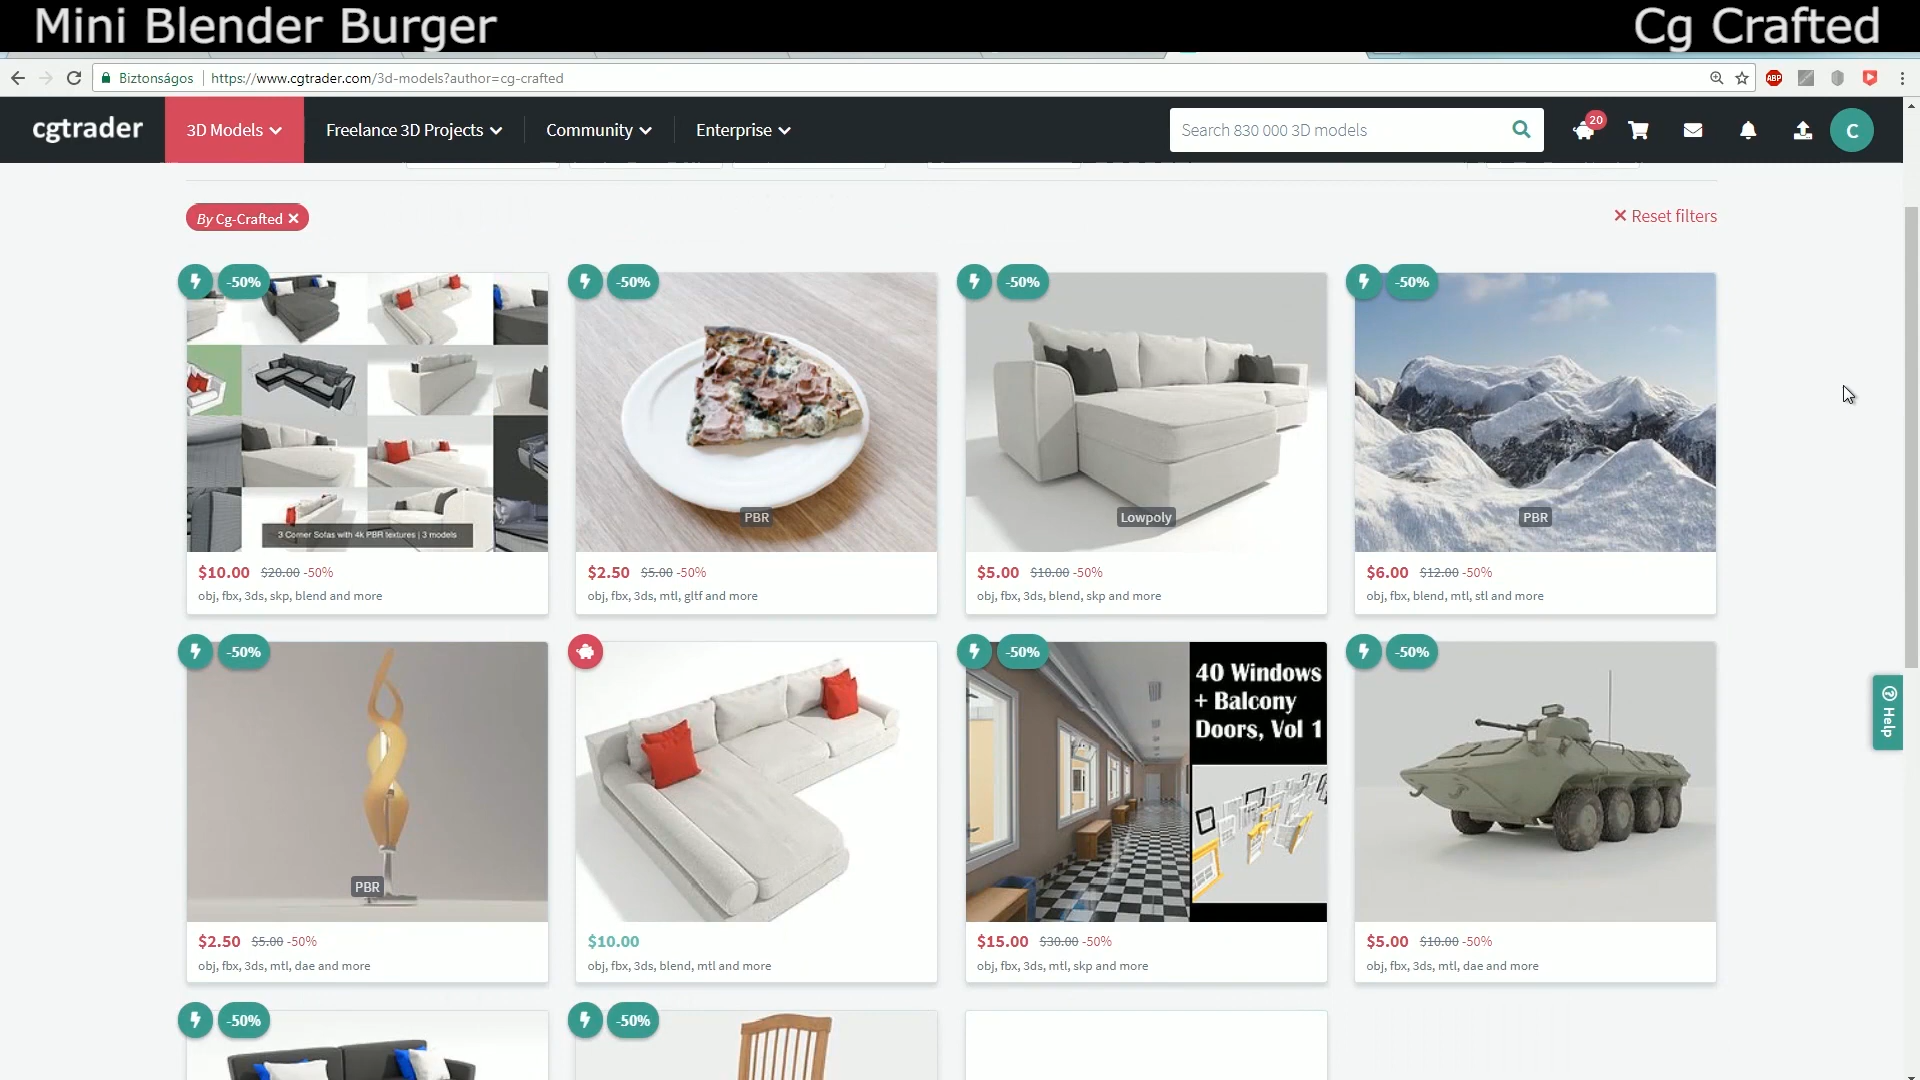 Mini Blender Burger
Cg Crafted
Biztonságos
https://www.cgtrader.com/3d-models?author=cg-crafted
ABP
cgtrader
3D Models
Freelance 3D Projects
Community
Enterprise
Search 830 000 3D models
20
C
By Cg-Crafted
Reset filters
-50%
-50%
-50%
-50%
3 Corner Sofas with 4k PBR textures | 3 models
PBR
Lowpoly
PBR
$10.00 $20.00 -50%
obj, fbx, 3ds, skp, blend and more
$2.50 $5.00 -50%
obj, fbx, 3ds, mtl, gltf and more
$5.00 $10.00 -50%
obj, fbx, 3ds, blend, skp and more
$6.00 $12.00 -50%
obj, fbx, blend, mtl, stl and more
-50%
-50%
-50%
40 Windows
+ Balcony
Doors, Vol 1
PBR
Help
$2.50 $5.00 -50%
obj, fbx, 3ds, mtl, dae and more
$10.00
obj, fbx, 3ds, blend, mtl and more
$15.00 $30.00 -50%
obj, fbx, 3ds, mtl, skp and more
$5.00 $10.00 -50%
obj, fbx, 3ds, mtl, dae and more
-50%
-50%